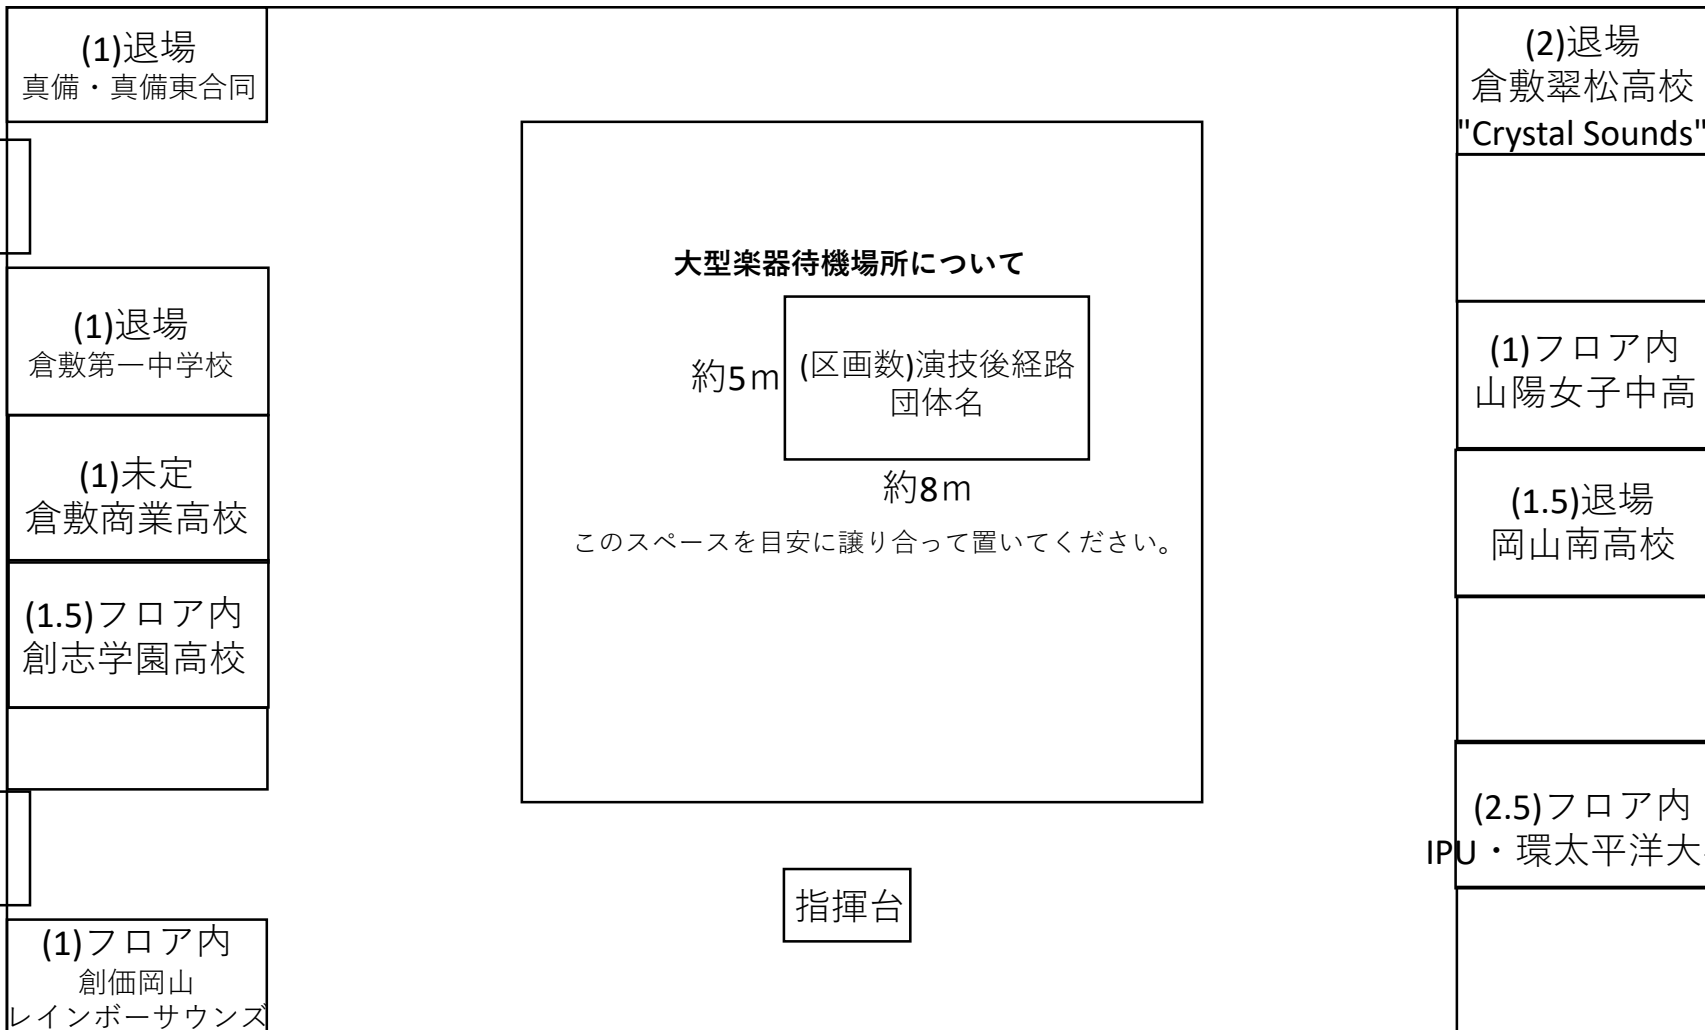 (1)退場
真備・真備東合同
(1)退場
倉敷第一中学校
(1)未定
倉敷商業高校
(1.5)フロア内
創志学園高校
(1)フロア内
創価岡山
レインボーサウンズ
大型楽器待機場所について
約5m
(区画数)演技後経路
団体名
約8m
このスペースを目安に譲り合って置いてください。
指揮台
(2)退場
倉敷翠松高校
"Crystal Sounds"
(1)フロア内
山陽女子中高
(1.5)退場
岡山南高校
(2.5)フロア内
IPU・環太平洋大